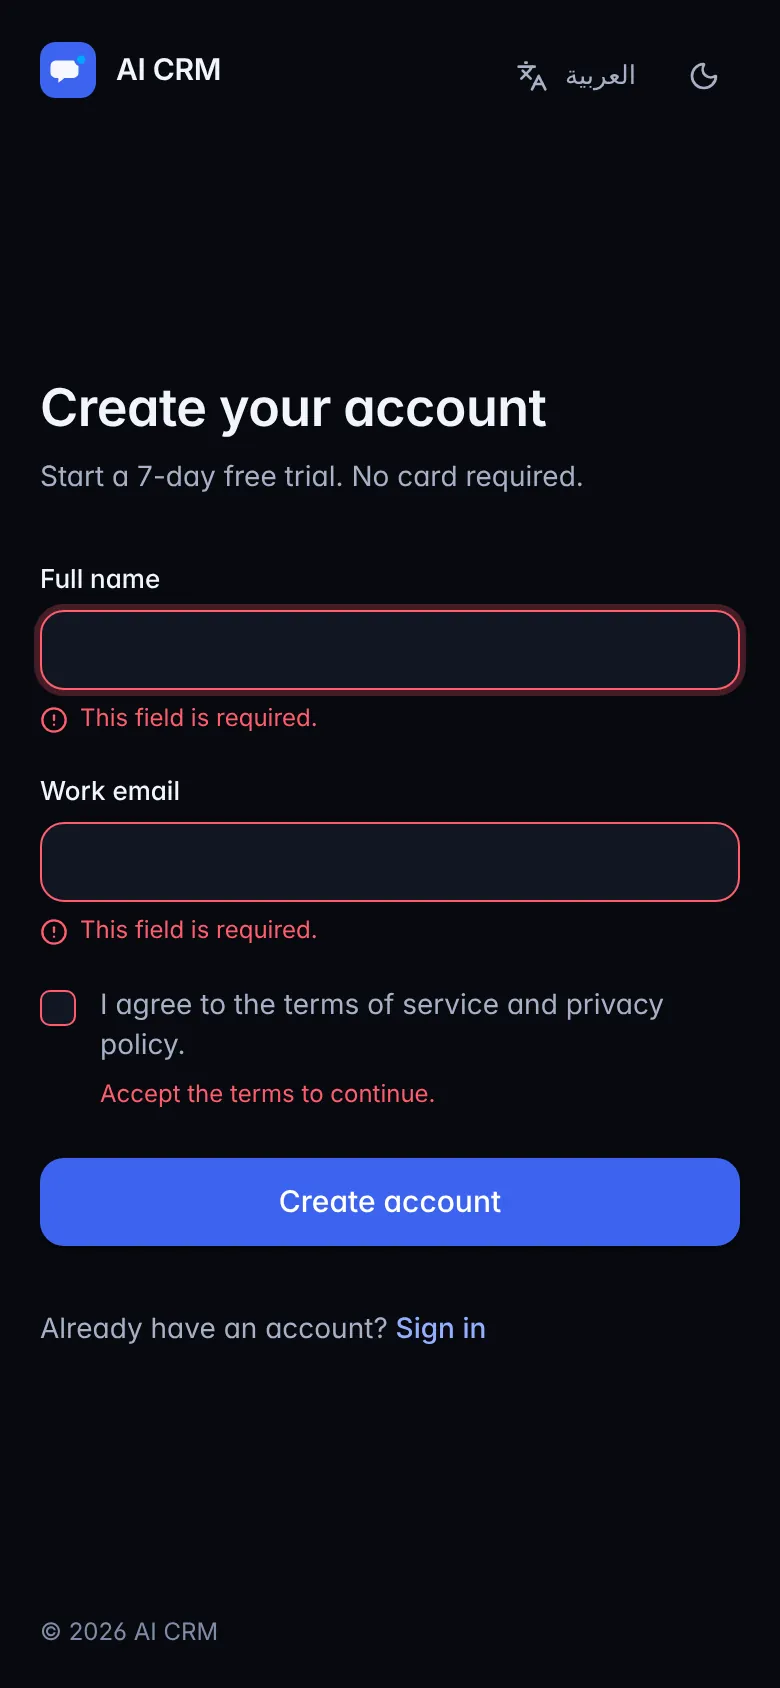 AI CRM
العربية
Create your account
Start a 7-day free trial. No card required.
Full name
This field is required.
Work email
This field is required.
I agree to the terms of service and privacy
policy.
Accept the terms to continue.
Create account
Already have an account? Sign in
© 2026 AI CRM